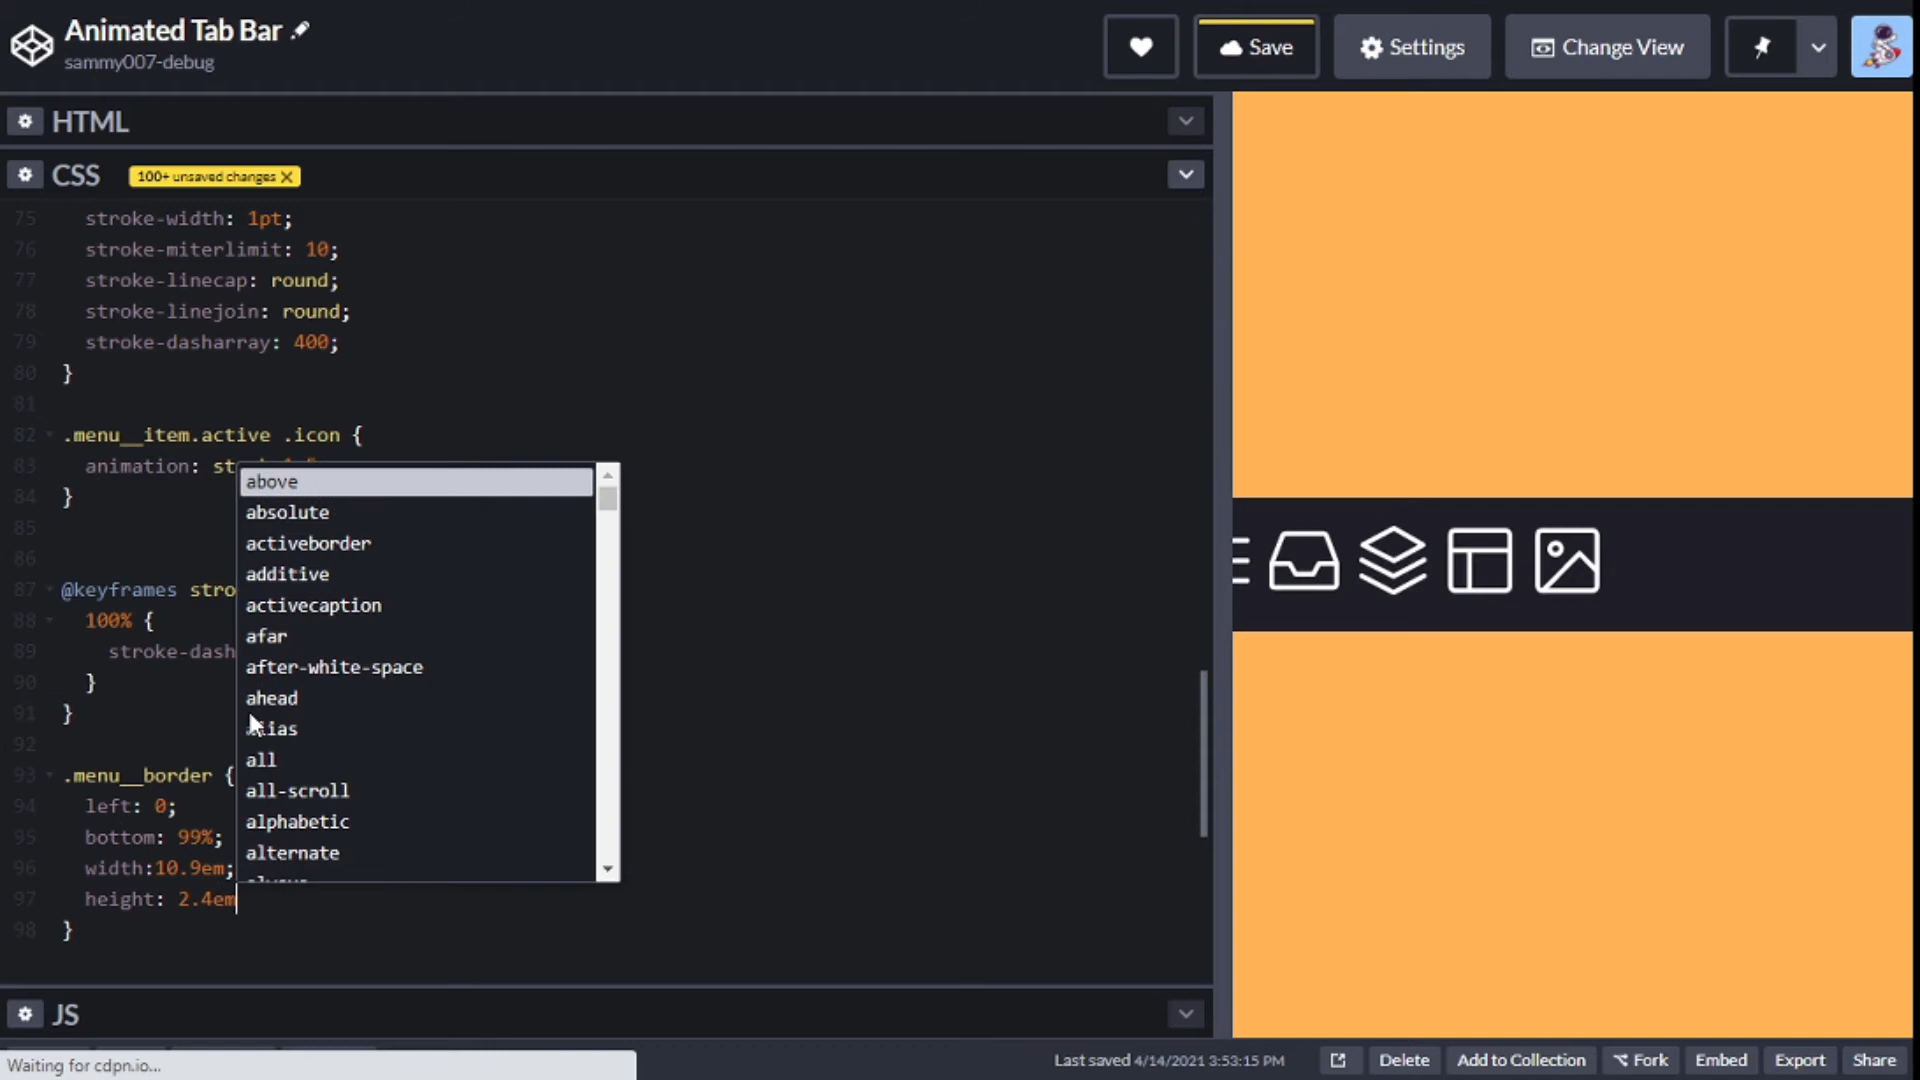 Animated Tab Bar
sammy007-debug
Save
Settings
Change View
HTML
CSS
100+ unsaved changes X
75 stroke-width: 1pt;
76 stroke-miterlimit: 10;
77 stroke-linecap: round;
78 stroke-linejoin: round;
79 stroke-dasharray: 400;
80 }
81
82 .menu__item.active .icon {
83 animation: st
84 }
85
86
87 @keyframes stro
88 100% {
89 stroke-dash
90 }
91 }
92
93 .menu__border {
94 left: 0;
95 bottom: 99%;
96 width:10.9em;
97 height: 2.4em
98 }
above
absolute
activeborder
additive
activecaption
afar
after-white-space
ahead
alias
all
all-scroll
alphabetic
alternate
JS
Waiting for cdpn.io...
Last saved 4/14/2021 3:53:15 PM
Delete
Add to Collection
Fork
Embed
Export
Share